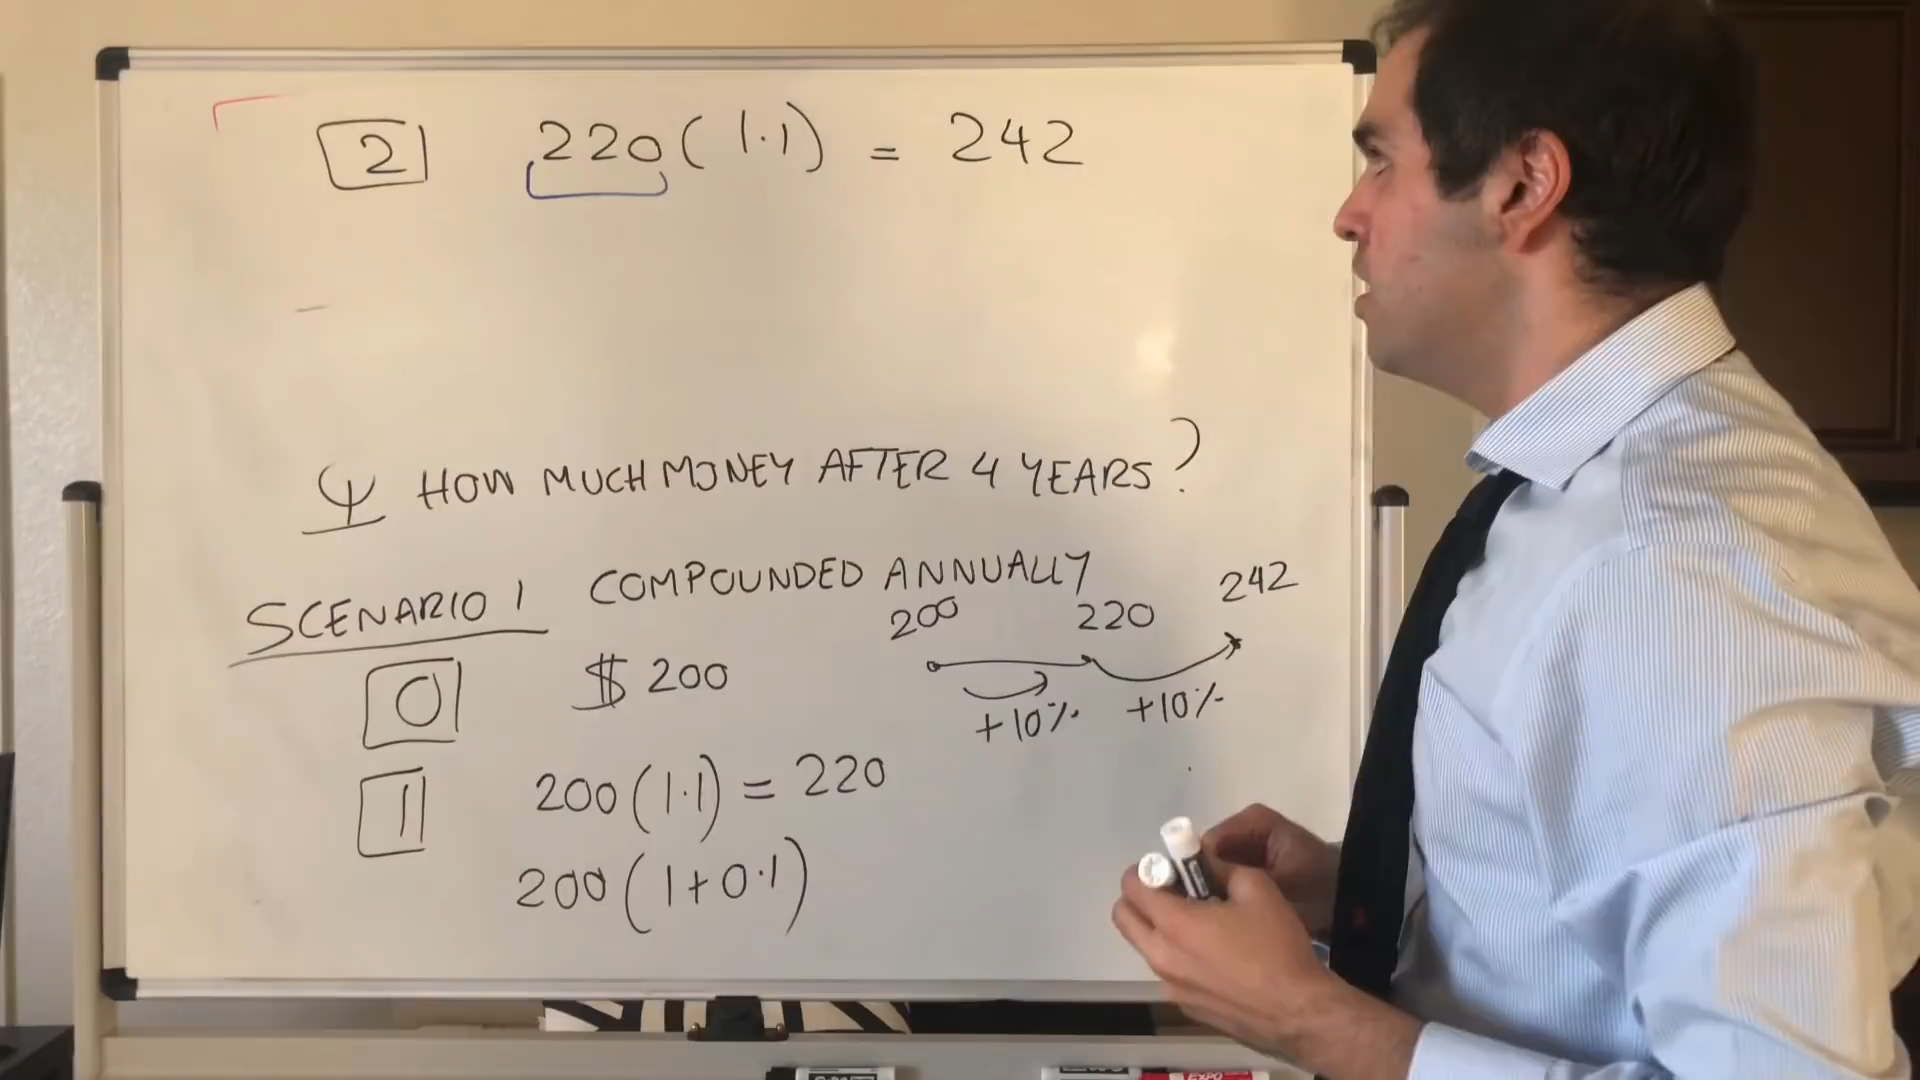 2 220(1.1) = 242
Q HOW MUCH MONEY AFTER 4 YEARS?
SCENARIO 1 COMPOUNDED ANNUALLY
200 220 242
+10% +10%
0 $200
1 200(1.1) = 220
200(1+0.1)
EXPO